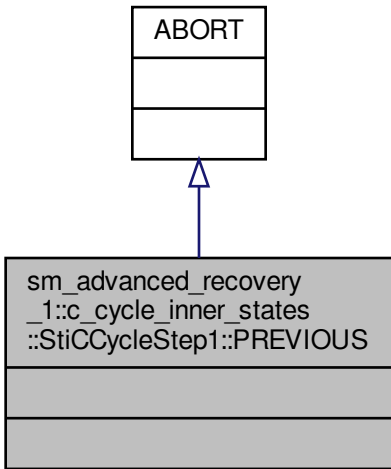 ABORT
sm_advanced_recovery
_1::c_cycle_inner_states
::StiCCycleStep1::PREVIOUS